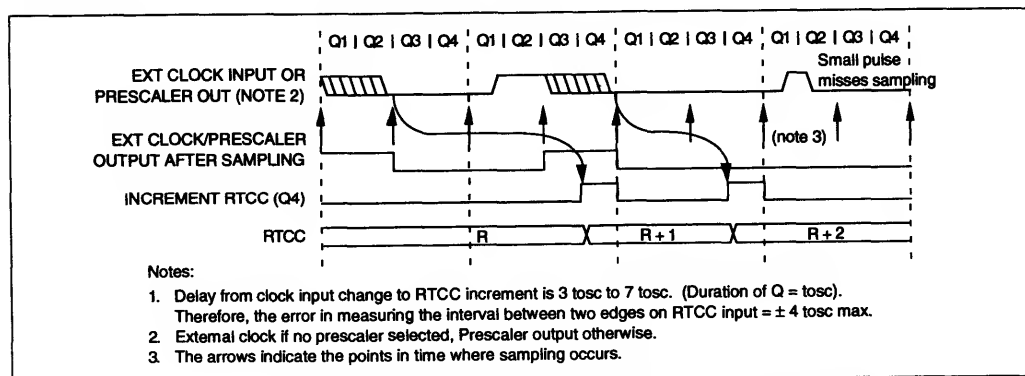 Q1 | Q2 | Q3 | Q4 | Q1 | Q2 | Q3 | Q4 | Q1 | Q2 | Q3 | Q4 | Q1 | Q2 | Q3 | Q4
EXT CLOCK INPUT OR
PRESCALER OUT (NOTE 2)
Small pulse
misses sampling
EXT CLOCK/PRESCALER
OUTPUT AFTER SAMPLING
(note 3)
INCREMENT RTCC (Q4)
RTCC R R + 1 R + 2
Notes:
1. Delay from clock input change to RTCC increment is 3 tosc to 7 tosc. (Duration of Q = tosc).
Therefore, the error in measuring the interval between two edges on RTCC input = ± 4 tosc max.
2. External clock if no prescaler selected, Prescaler output otherwise.
3. The arrows indicate the points in time where sampling occurs.